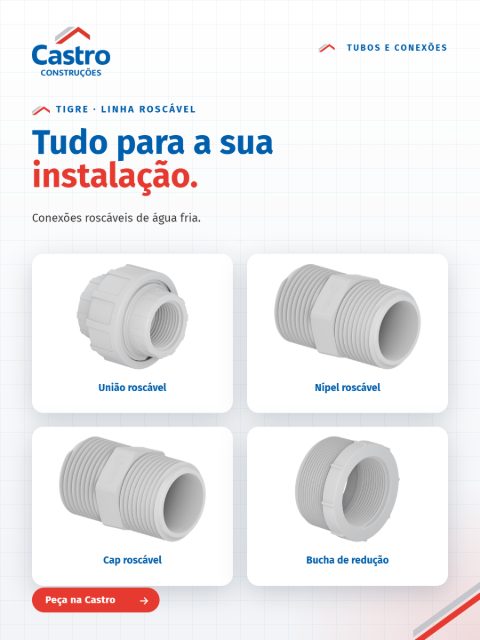 Castro
CONSTRUÇÕES
TUBOS E CONEXÕES
TIGRE · LINHA ROSCÁVEL
Tudo para a sua
instalação.
Conexões roscáveis de água fria.
União roscável
Nípel roscável
Cap roscável
Bucha de redução
Peça na Castro →